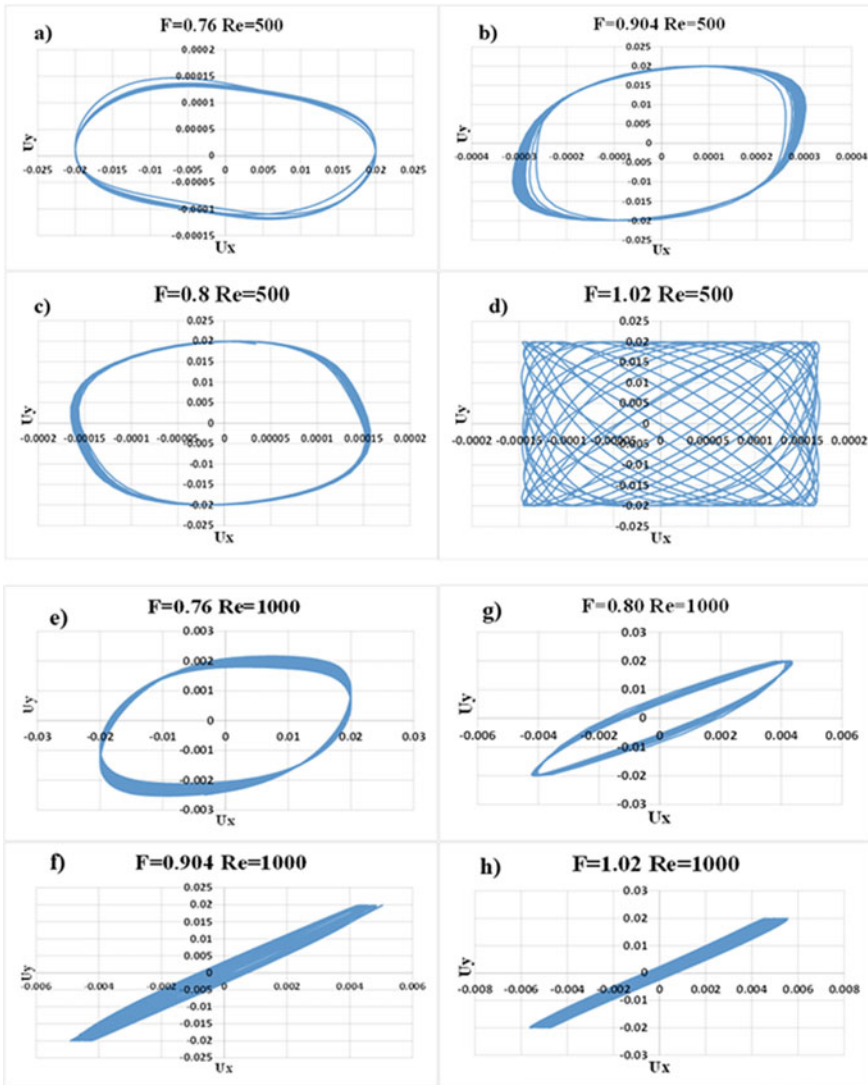 a)
F=0.76 Re=500
0.0002
0.00015
0.0001
0.00005
Uy
-0.025 -0.02 -0.015 -0.01 -0.005 0 0.005 0.01 0.015 0.02 0.025
-0.00005
-0.0001
-0.00015
Ux
b)
F=0.904 Re=500
0.025
0.02
0.015
0.01
0.005
Uy
-0.0004 -0.0003 -0.0002 -0.0001 0 0.0001 0.0002 0.0003 0.0004
-0.005
-0.01
-0.015
-0.02
-0.025
Ux
c)
F=0.8 Re=500
0.025
0.02
0.015
0.01
0.005
Uy
-0.0002 -0.00015 -0.0001 -0.00005 0 0.00005 0.0001 0.00015 0.0002
-0.005
-0.01
-0.015
-0.02
-0.025
Ux
d)
F=1.02 Re=500
0.025
0.02
0.015
0.01
0.005
Uy
-0.0002 -0.00015 -0.0001 -0.00005 0 0.00005 0.0001 0.00015 0.0002
-0.005
-0.01
-0.015
-0.02
-0.025
Ux
e)
F=0.76 Re=1000
0.003
0.002
0.001
Uy
-0.03 -0.02 -0.01 0 0.01 0.02 0.03
-0.001
-0.002
-0.003
Ux
g)
F=0.80 Re=1000
0.03
0.02
0.01
Uy
-0.006 -0.004 -0.002 0 0.002 0.004 0.006
-0.01
-0.02
-0.03
Ux
f)
F=0.904 Re=1000
0.025
0.02
0.015
0.01
0.005
Uy
-0.006 -0.004 -0.002 0 0.002 0.004 0.006
-0.005
-0.01
-0.015
-0.02
-0.025
Ux
h)
F=1.02 Re=1000
0.03
0.02
0.01
Uy
-0.008 -0.006 -0.004 -0.002 0 0.002 0.004 0.006 0.008
-0.01
-0.02
-0.03
Ux